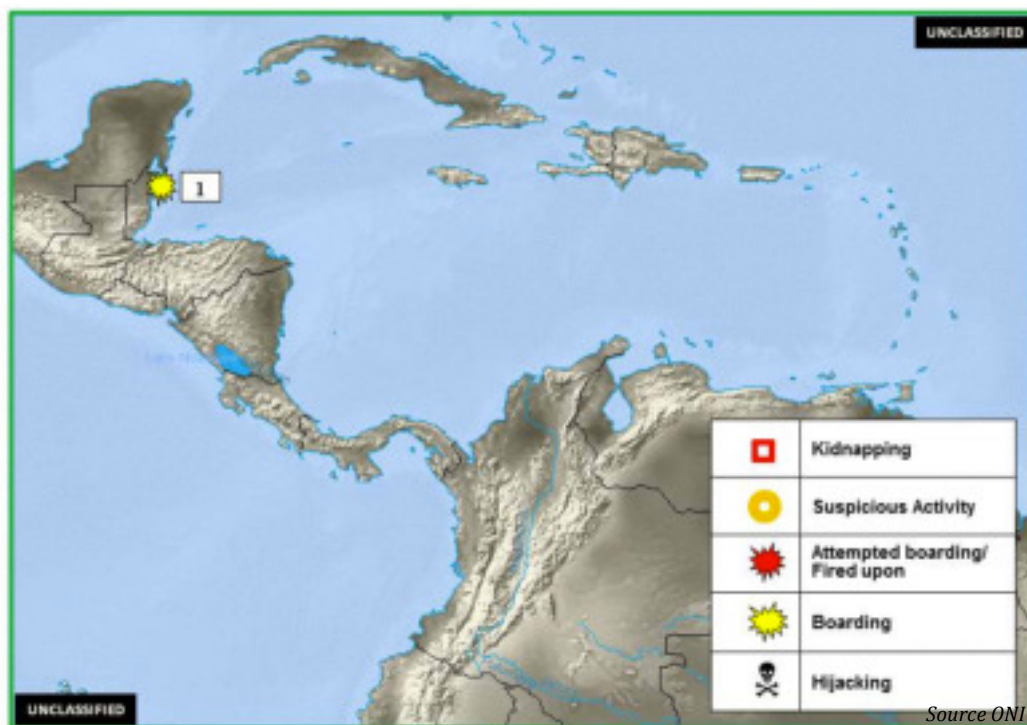 UNCLASSIFIED
1
Kidnapping
Suspicious Activity
Attempted boarding/
Fired upon
Boarding
Hijacking
UNCLASSIFIED
Source ONI